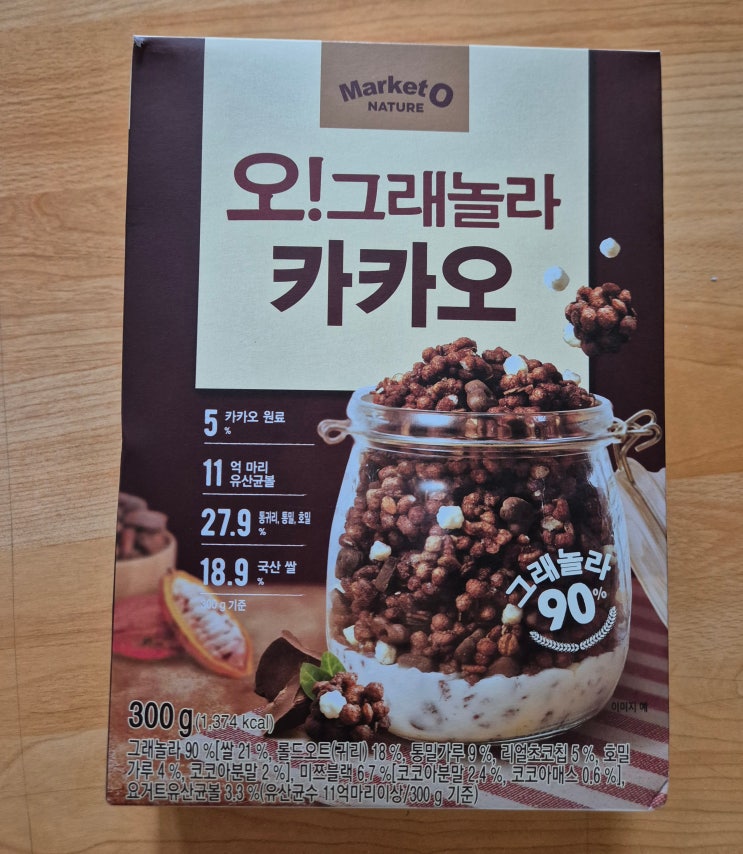 Market O
NATURE
오!그래놀라
카카오
5 % 카카오 원료
11 억 마리
유산균볼
27.9 % 통귀리, 통밀, 호밀
18.9 % 국산 쌀
300 g 기준
그래놀라
90%
이미지 예
300 g (1,374 kcal)
그래놀라 90 %[쌀 21 %, 롤드오트(귀리) 18 %, 통밀가루 9 %, 리얼초코칩 5 %, 호밀
가루 4 %, 코코아분말 2 %], 미쯔블랙 6.7 %[코코아분말 2.4 %, 코코아매스 0.6 %],
요거트유산균볼 3.3 %(유산균수 11억마리이상/300 g 기준)